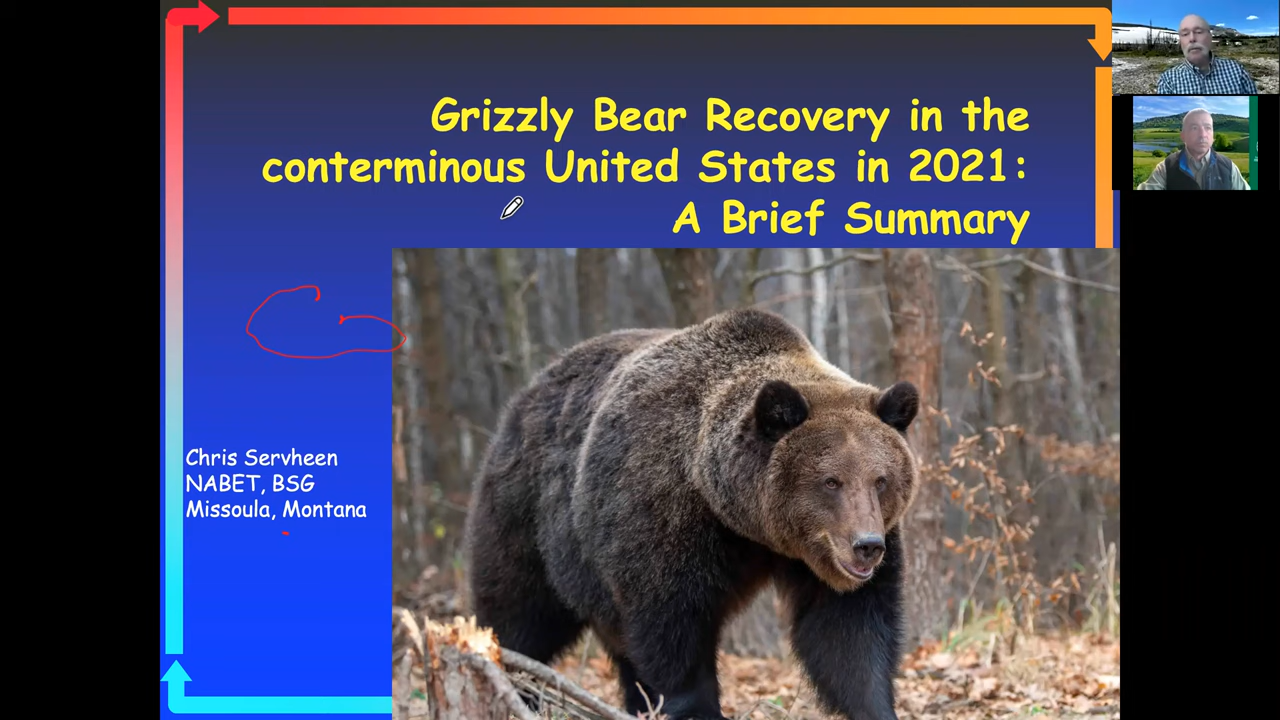 Grizzly Bear Recovery in the
conterminous United States in 2021:
A Brief Summary
Chris Servheen
NABET, BSG
Missoula, Montana